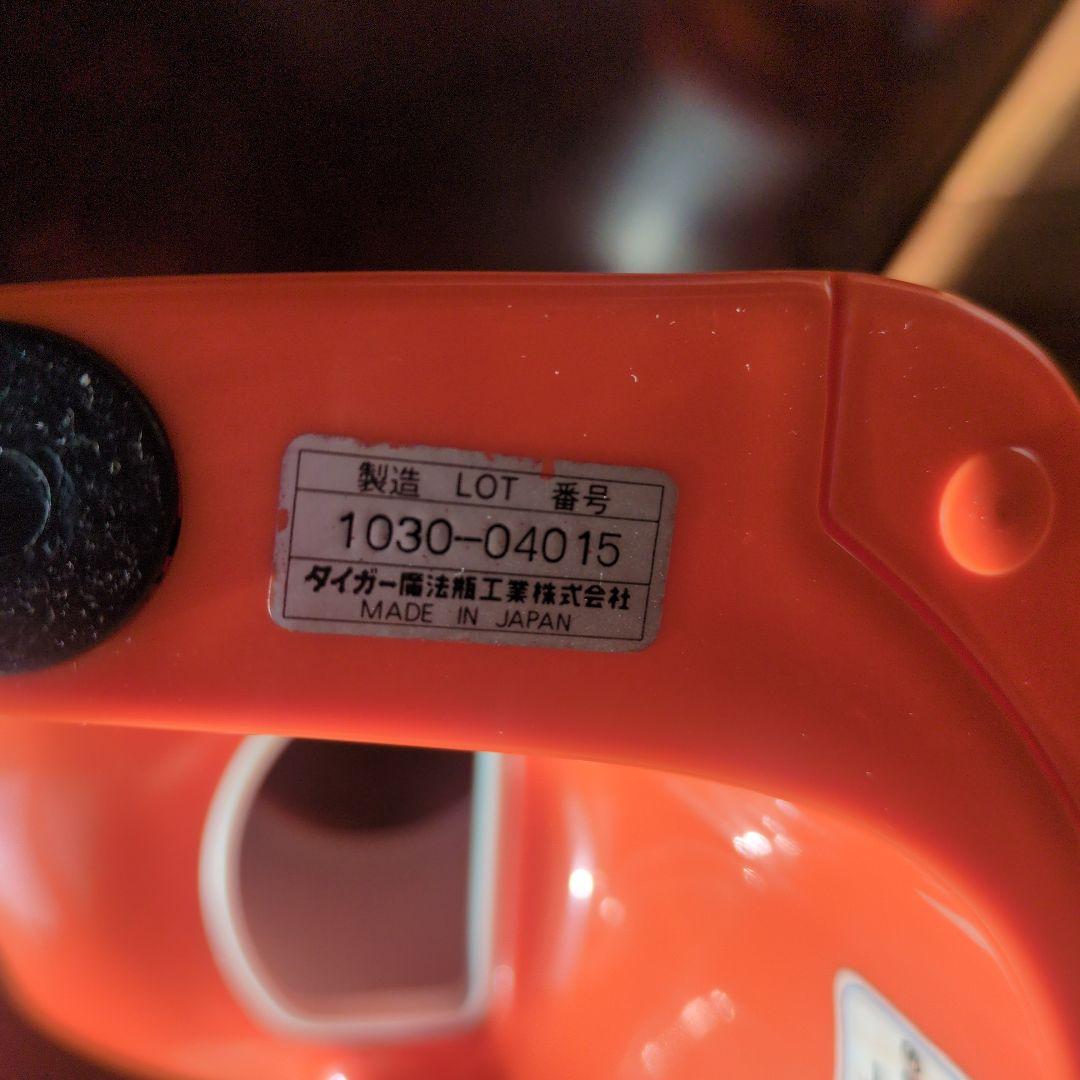 製造 LOT 番号
1030-04015
タイガー魔法瓶工業株式会社
MADE IN JAPAN